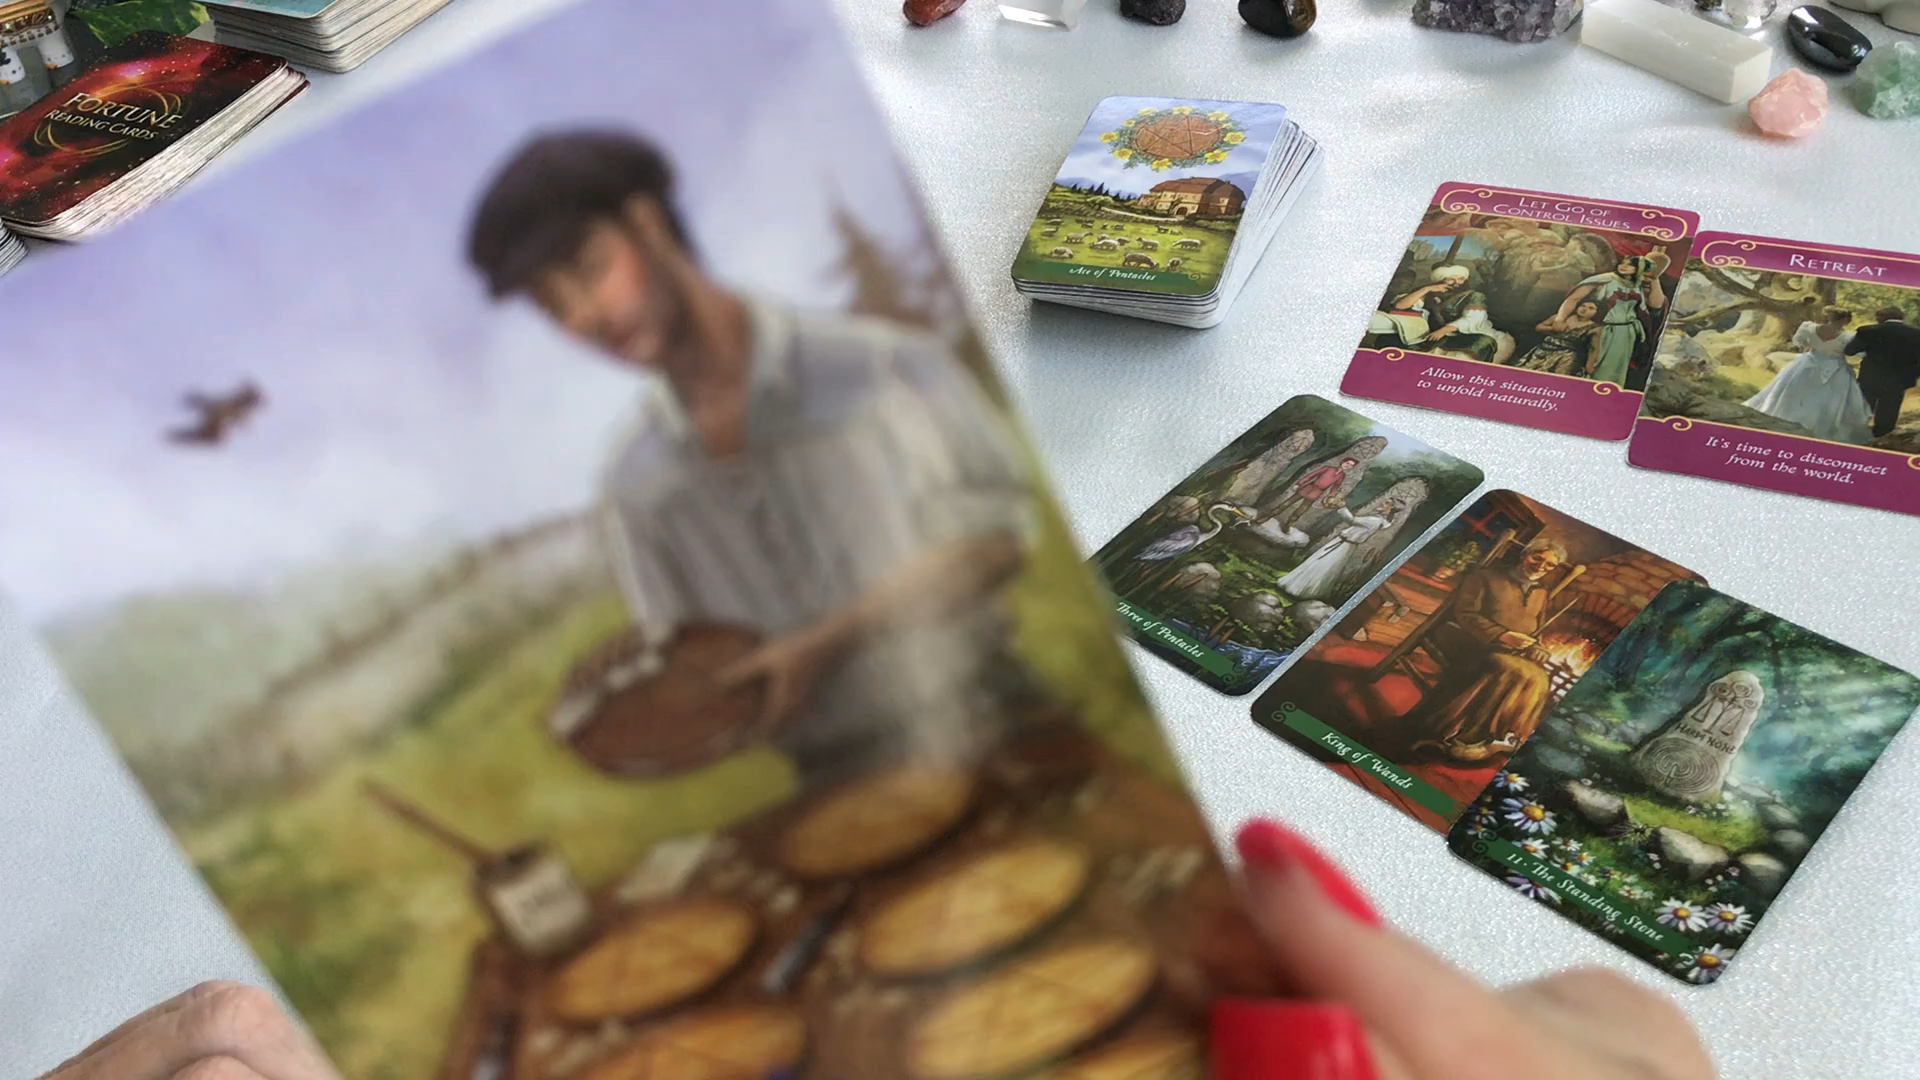 FORTUNE
READING CARDS
Ace of Pentacles
LET GO OF
CONTROL ISSUES
Allow this situation
to unfold naturally.
RETREAT
It's time to disconnect
from the world.
Three of Pentacles
King of Wands
11 · The Standing Stone